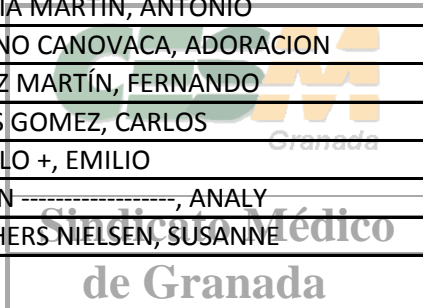 IA MARTIN, ANTONIO
NO CANOVACA, ADORACION
Z MARTÍN, FERNANDO
S GOMEZ, CARLOS
LO +, EMILIO
N ------------------, ANALY
HERS NIELSEN, SUSANNE
CESM
Granada
Sindicato Médico
de Granada